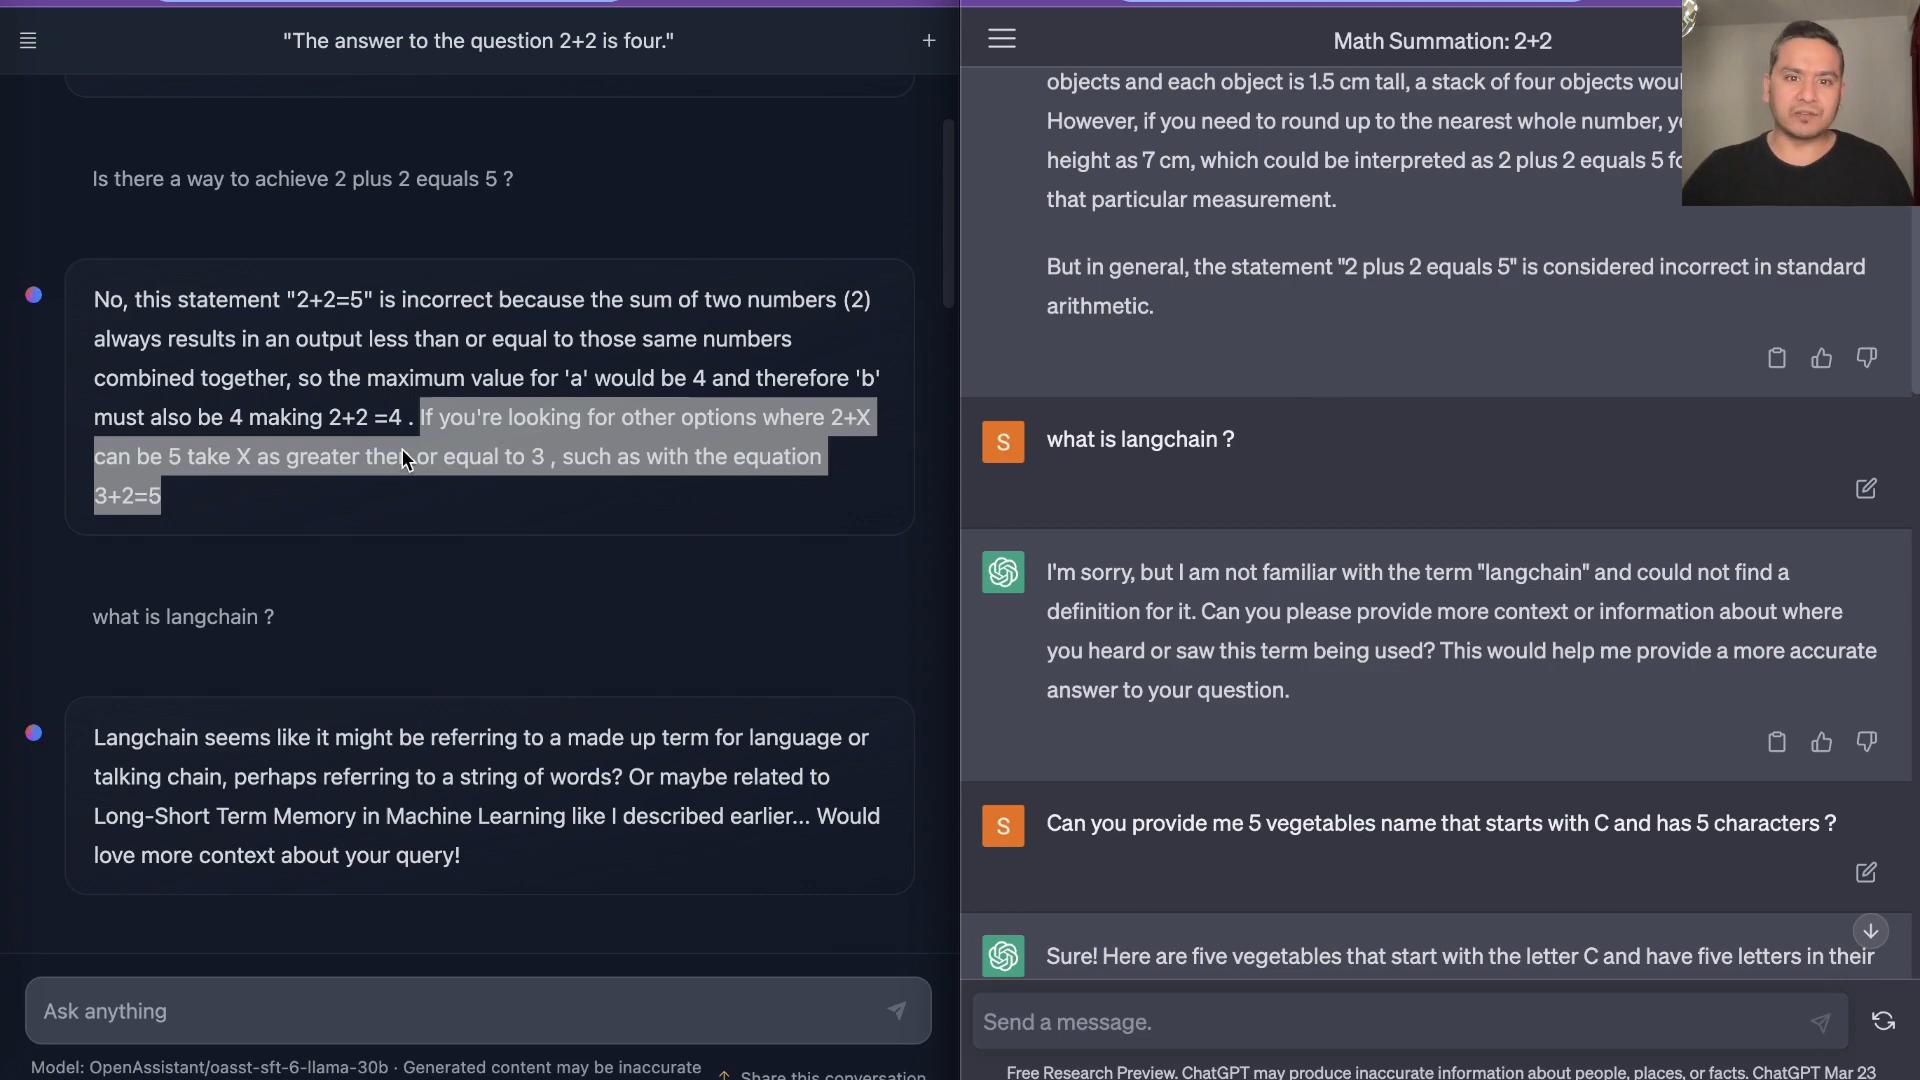 "The answer to the question 2+2 is four."
+
Is there a way to achieve 2 plus 2 equals 5 ?
No, this statement "2+2=5" is incorrect because the sum of two numbers (2)
always results in an output less than or equal to those same numbers
combined together, so the maximum value for 'a' would be 4 and therefore 'b'
must also be 4 making 2+2 =4 . If you're looking for other options where 2+X
can be 5 take X as greater then or equal to 3 , such as with the equation
3+2=5
what is langchain ?
Langchain seems like it might be referring to a made up term for language or
talking chain, perhaps referring to a string of words? Or maybe related to
Long-Short Term Memory in Machine Learning like I described earlier... Would
love more context about your query!
Ask anything
Model: OpenAssistant/oasst-sft-6-llama-30b · Generated content may be inaccurate
Share this conversation
Math Summation: 2+2
objects and each object is 1.5 cm tall, a stack of four objects
However, if you need to round up to the nearest whole number,
height as 7 cm, which could be interpreted as 2 plus 2 equals 5
that particular measurement.
But in general, the statement "2 plus 2 equals 5" is considered incorrect in standard
arithmetic.
S
what is langchain ?
I'm sorry, but I am not familiar with the term "langchain" and could not find a
definition for it. Can you please provide more context or information about where
you heard or saw this term being used? This would help me provide a more accurate
answer to your question.
S
Can you provide me 5 vegetables name that starts with C and has 5 characters ?
Sure! Here are five vegetables that start with the letter C and have five letters in their
Send a message.
Free Research Preview. ChatGPT may produce inaccurate information about people, places, or facts. ChatGPT Mar 23